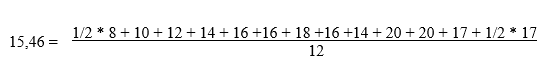 15,46 = 1/2 * 8 + 10 + 12 + 14 + 16 +16 + 18 +16 +14 + 20 + 20 + 17 + 1/2 * 17
12